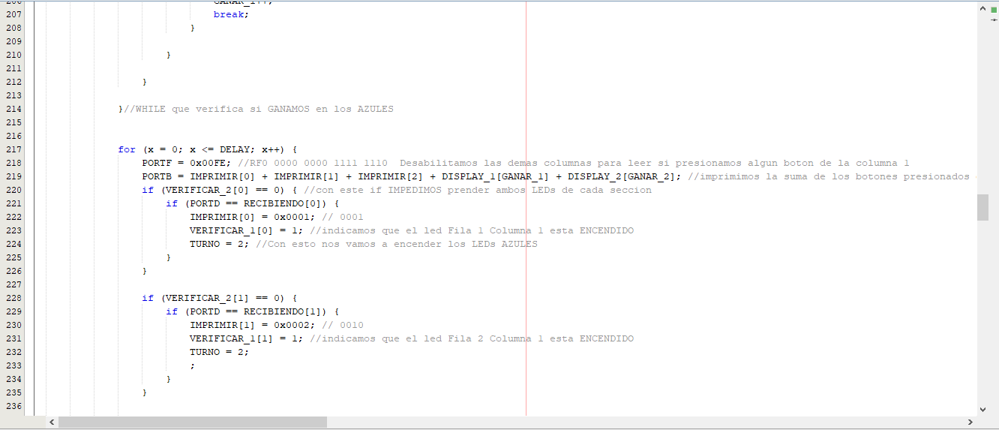 207 break;
208 }
209
210 }
211
212 }
213
214 }//WHILE que verifica si GANAMOS en los AZULES
215
216
217 for (x = 0; x <= DELAY; x++) {
218 PORTF = 0x00FE; //RF0 0000 0000 1111 1110  Desabilitamos las demas columnas para leer si presionamos algun boton de la columna 1
219 PORTB = IMPRIMIR[0] + IMPRIMIR[1] + IMPRIMIR[2] + DISPLAY_1[GANAR_1] + DISPLAY_2[GANAR_2]; //imprimimos la suma de los botones presionados
220 if (VERIFICAR_2[0] == 0) { //con este if IMPEDIMOS prender ambos LEDs de cada seccion
221 if (PORTD == RECIBIENDO[0]) {
222 IMPRIMIR[0] = 0x0001; // 0001
223 VERIFICAR_1[0] = 1; //indicamos que el led Fila 1 Columna 1 esta ENCENDIDO
224 TURNO = 2; //Con esto nos vamos a encender los LEDs AZULES
225 }
226 }
227
228 if (VERIFICAR_2[1] == 0) {
229 if (PORTD == RECIBIENDO[1]) {
230 IMPRIMIR[1] = 0x0002; // 0010
231 VERIFICAR_1[1] = 1; //indicamos que el led Fila 2 Columna 1 esta ENCENDIDO
232 TURNO = 2;
233 ;
234 }
235 }
236